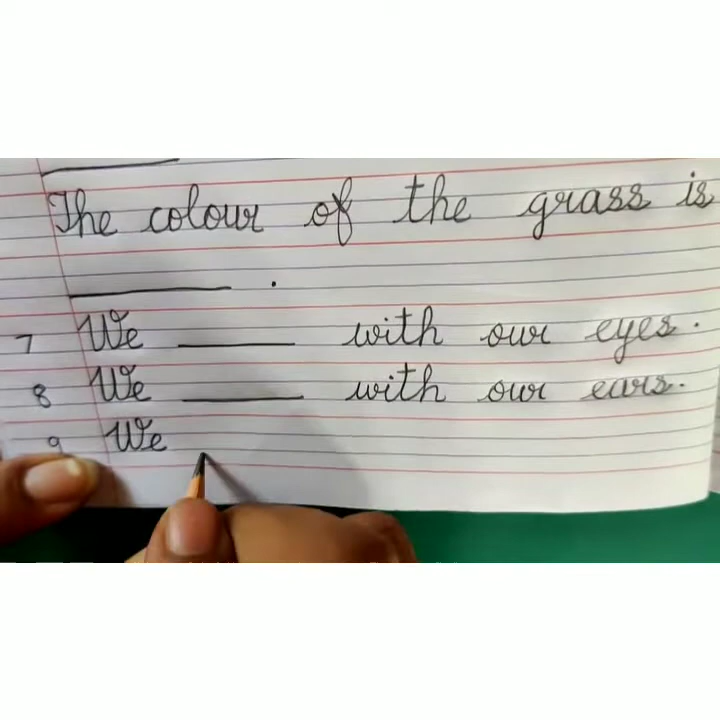 The colour of the grass is
__________ .
7 We ______ with our eyes.
8 We ______ with our ears.
9 We